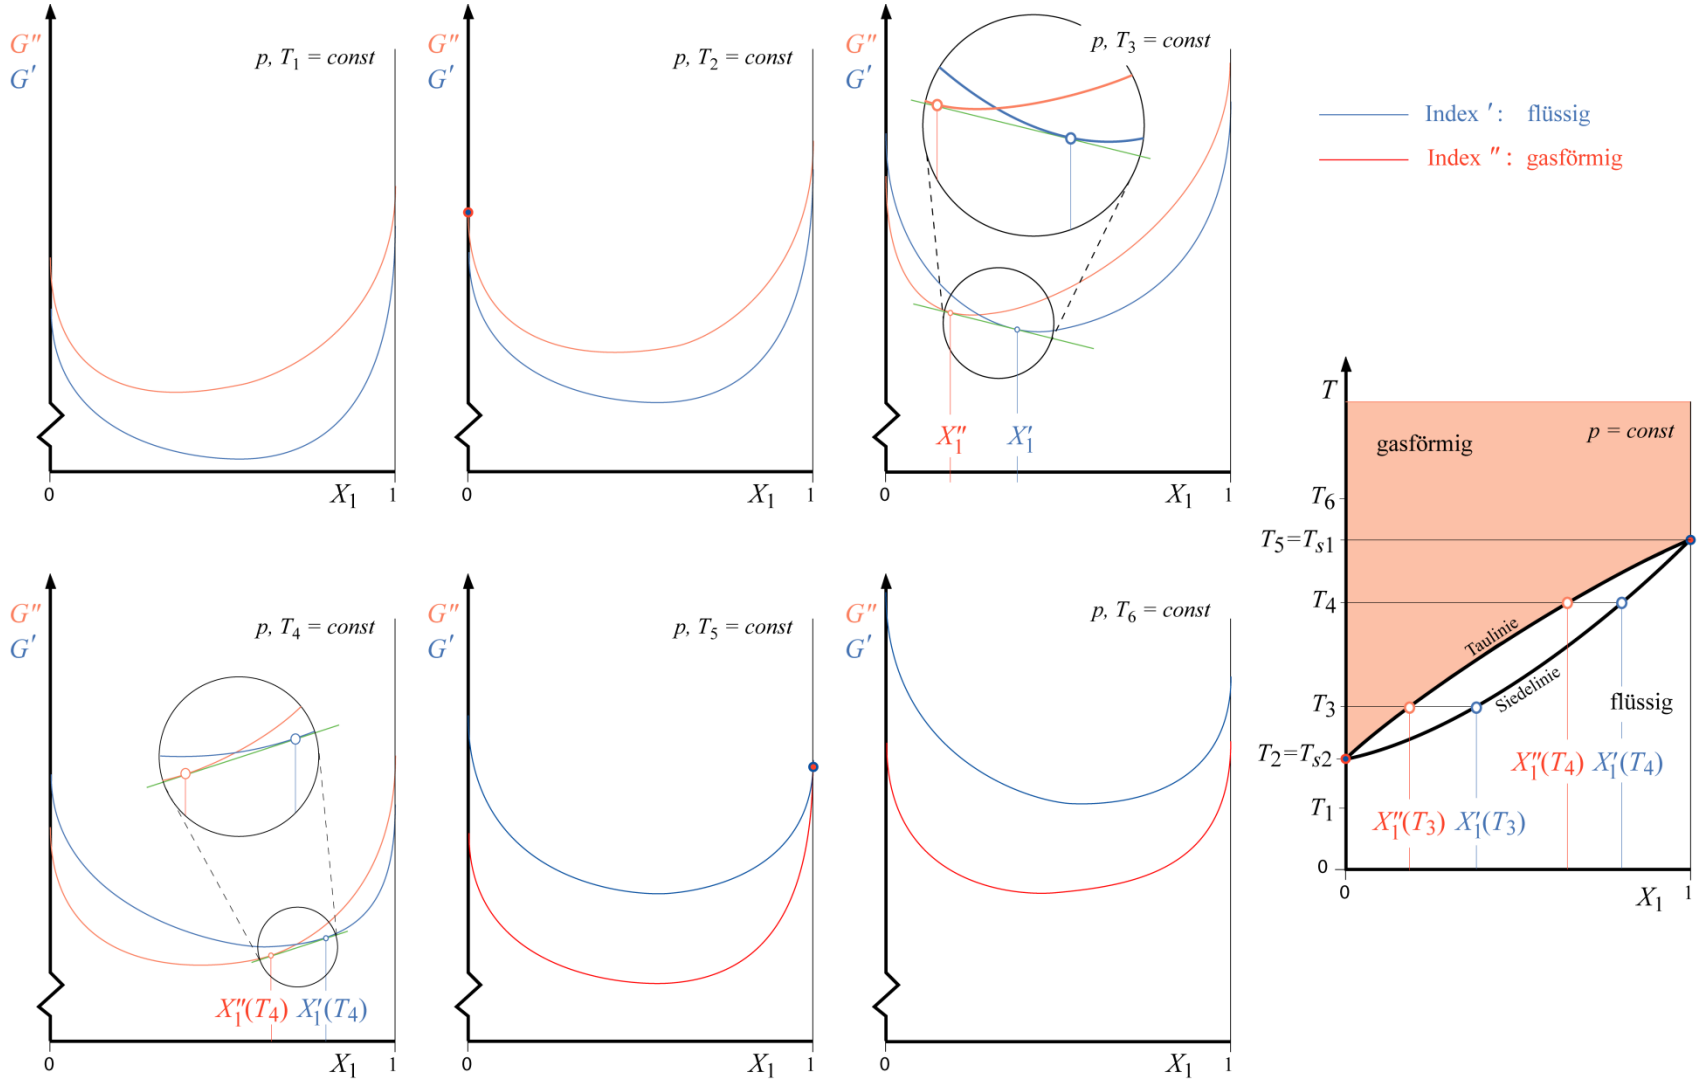 G″
G′
p, T₁ = const
0
X₁
1
G″
G′
p, T₂ = const
0
X₁
1
G″
G′
p, T₃ = const
X₁″
X₁′
0
X₁
1
Index ′: flüssig
Index ″: gasförmig
G″
G′
p, T₄ = const
X₁″(T₄) X₁′(T₄)
0
X₁
1
G″
G′
p, T₅ = const
0
X₁
1
G″
G′
p, T₆ = const
0
X₁
1
T
p = const
gasförmig
T₆
T₅=Tₛ₁
T₄
Taulinie
Siedelinie
T₃
flüssig
T₂=Tₛ₂
X₁″(T₄) X₁′(T₄)
T₁
X₁″(T₃) X₁′(T₃)
0
0
X₁
1